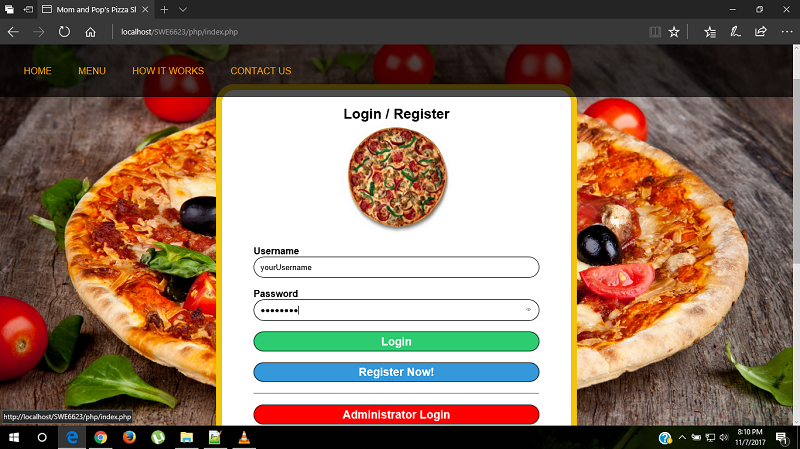 Mom and Pop's Pizza Sl
localhost/SWE6623/php/index.php
HOME MENU HOW IT WORKS CONTACT US
Login / Register
Username
yourUsername
Password
Login
Register Now!
Administrator Login
http://localhost/SWE6623/php/index.php
8:10 PM
11/7/2017